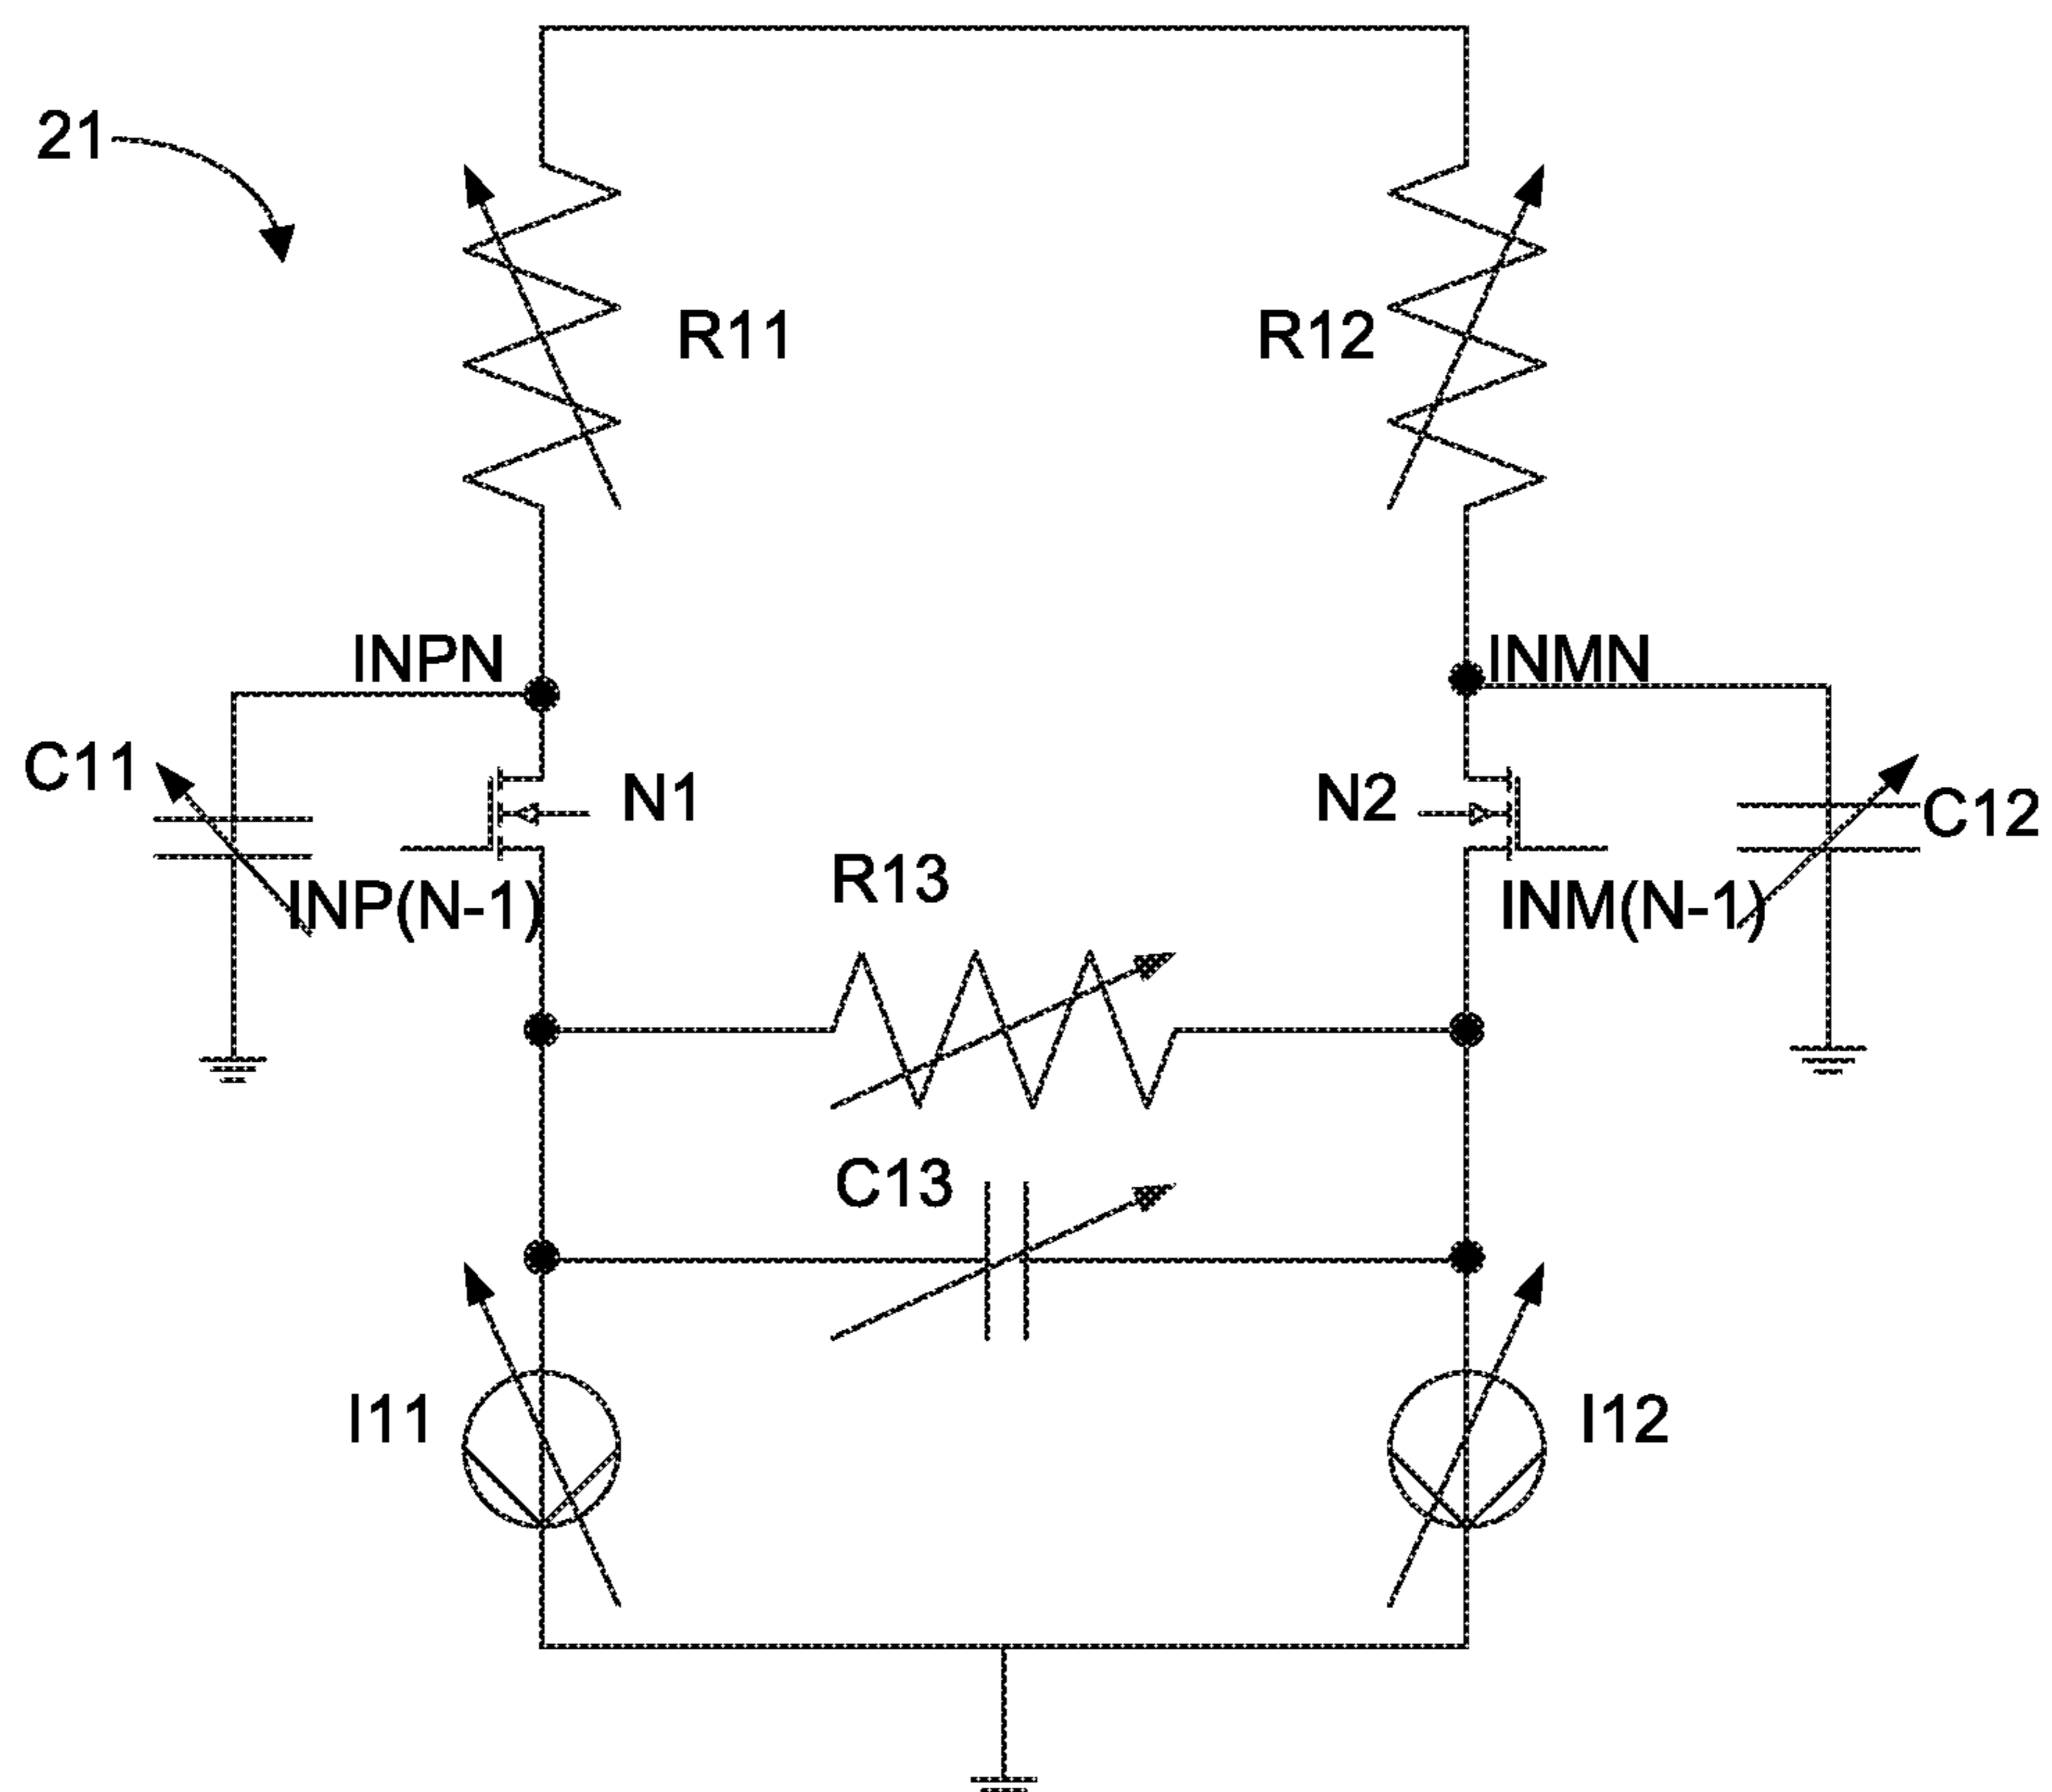 21
R11
R12
INPN
INMN
C11
N1
N2
C12
INP(N-1)
R13
INM(N-1)
C13
I11
I12